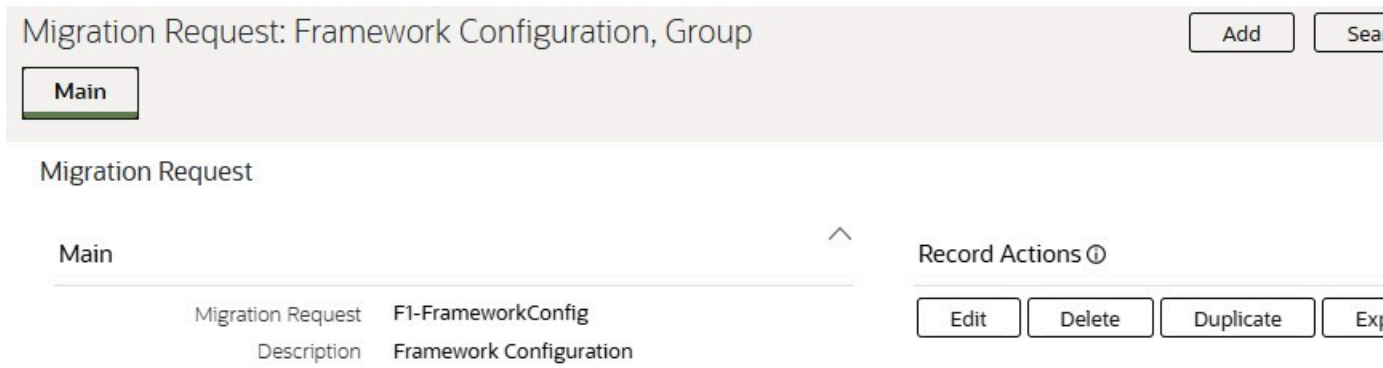 Migration Request: Framework Configuration, Group
Add
Main
Migration Request
Main
Record Actions
Migration Request F1-FrameworkConfig
Edit Delete Duplicate
Description Framework Configuration